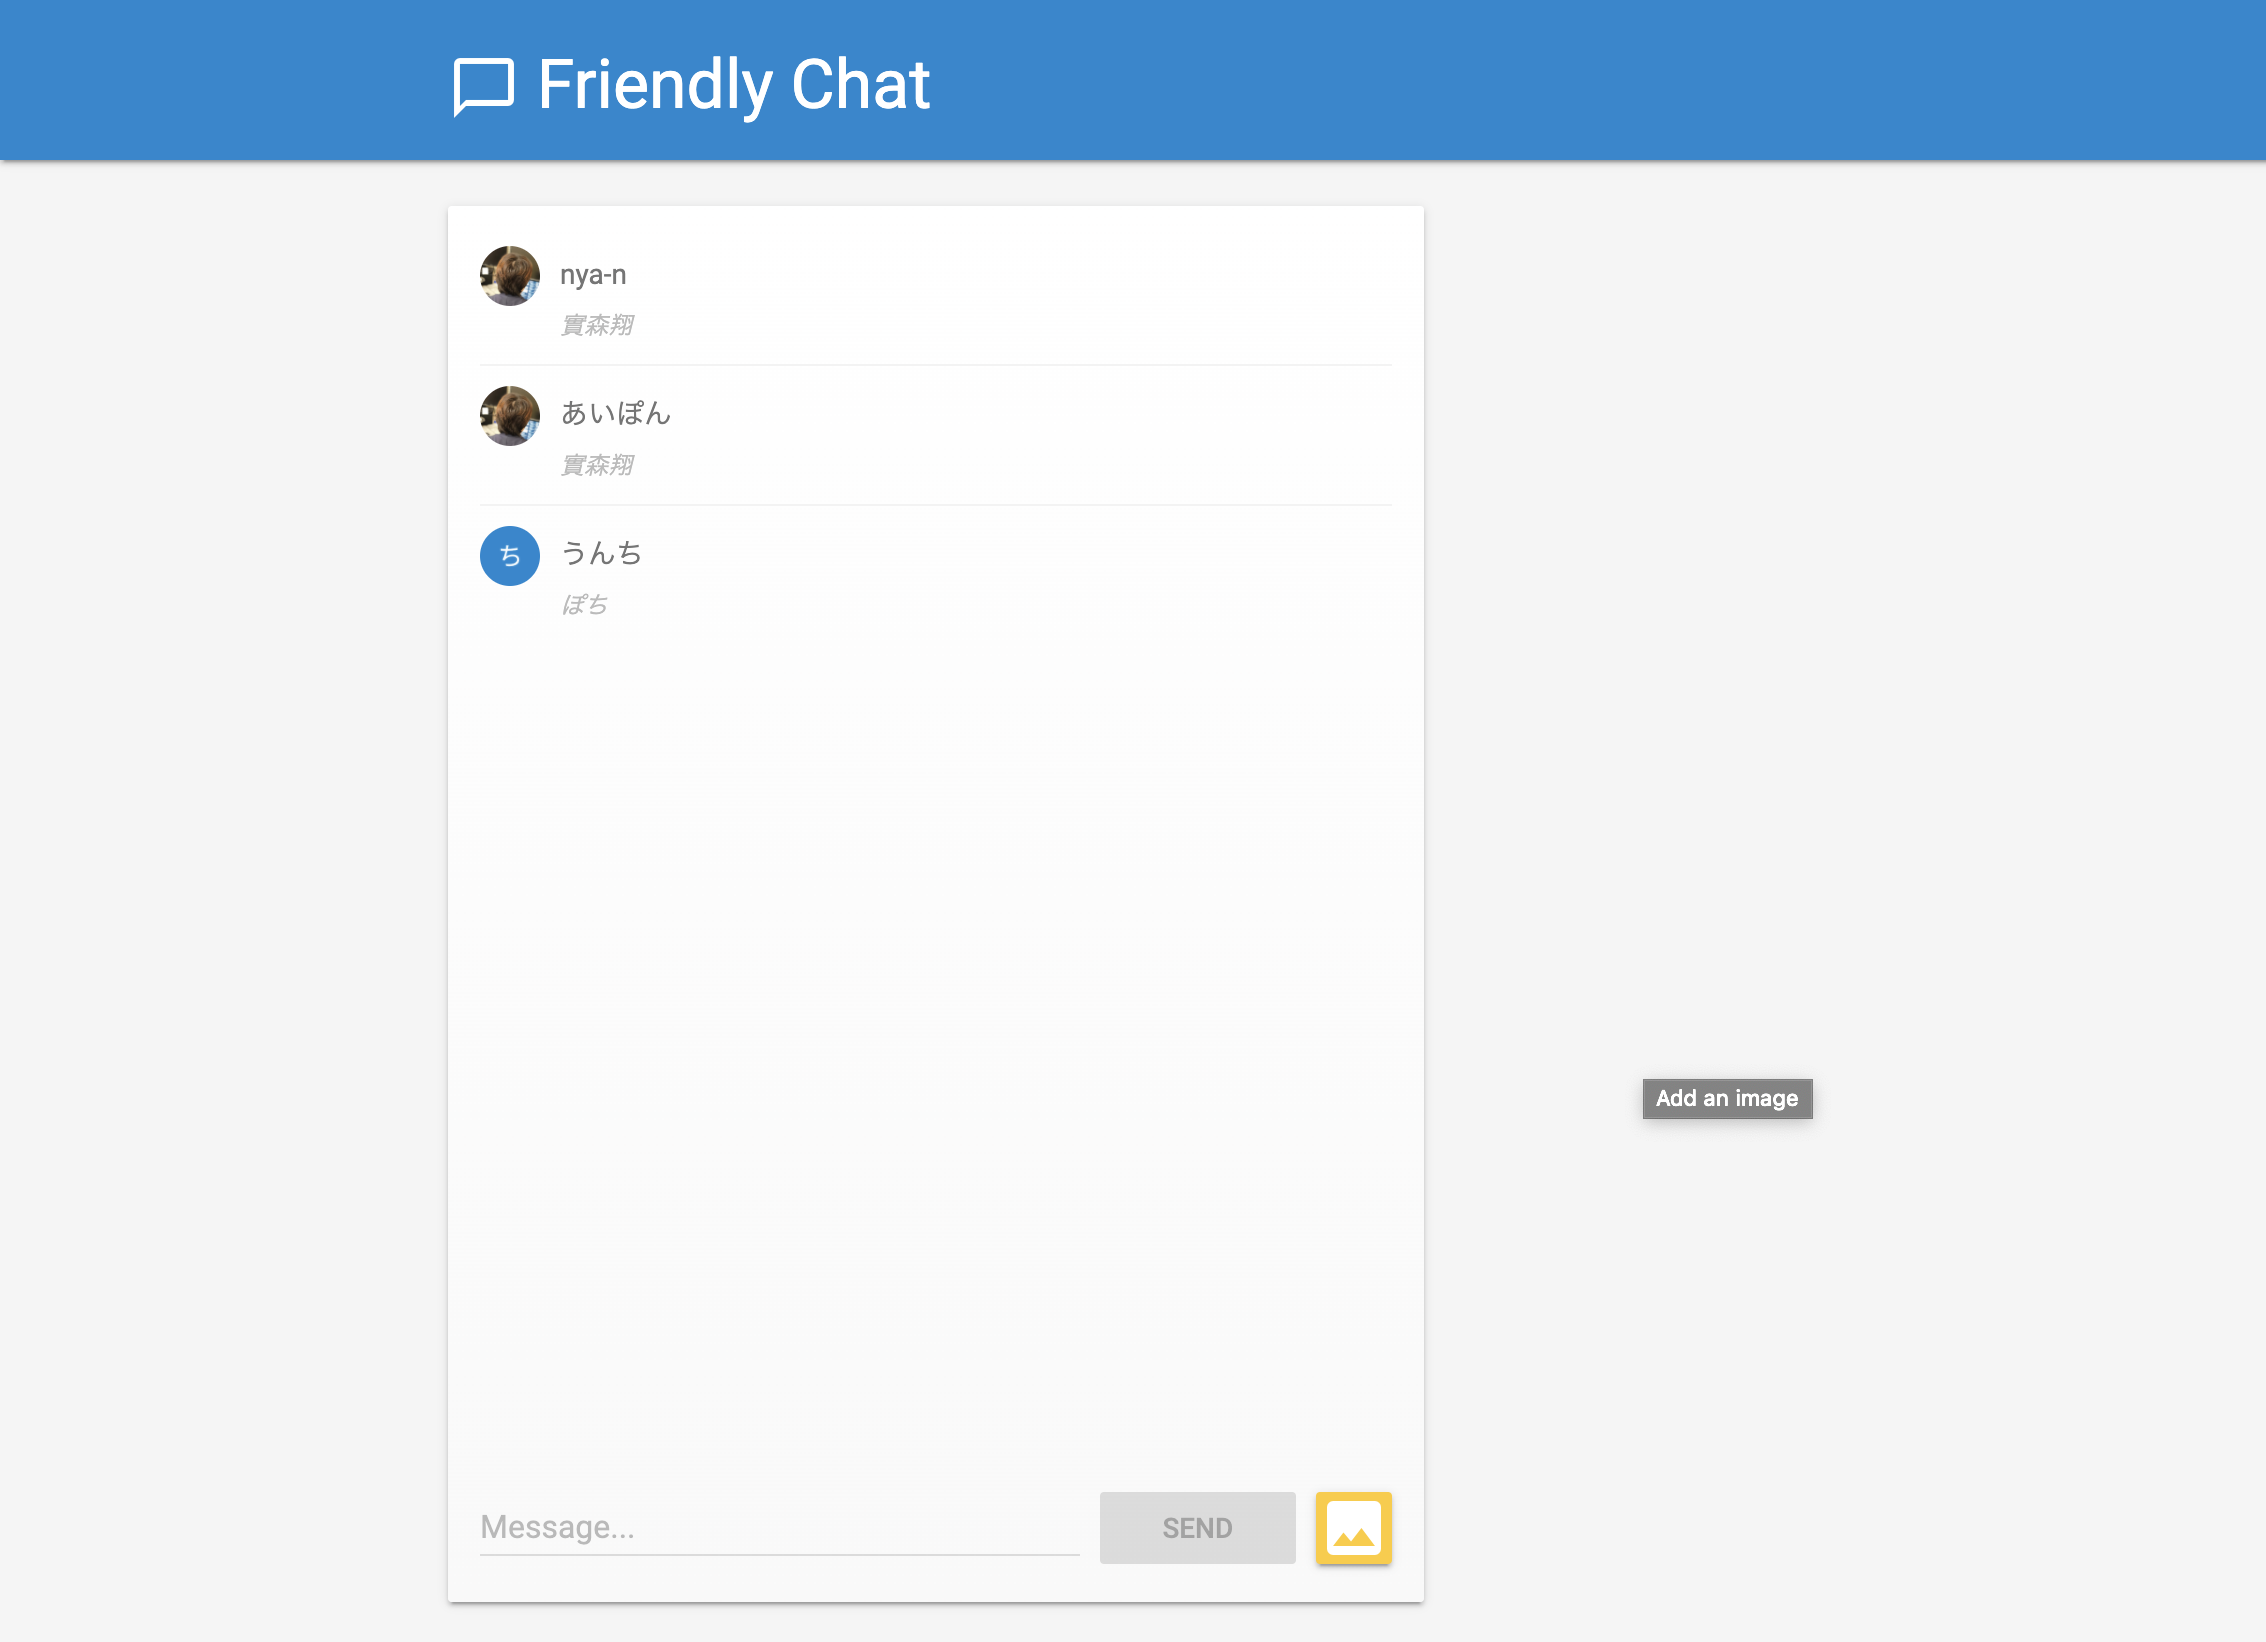 Friendly Chat
nya-n
實森翔
あいぽん
實森翔
ち
うんち
ぽち
Add an image
Message...
SEND